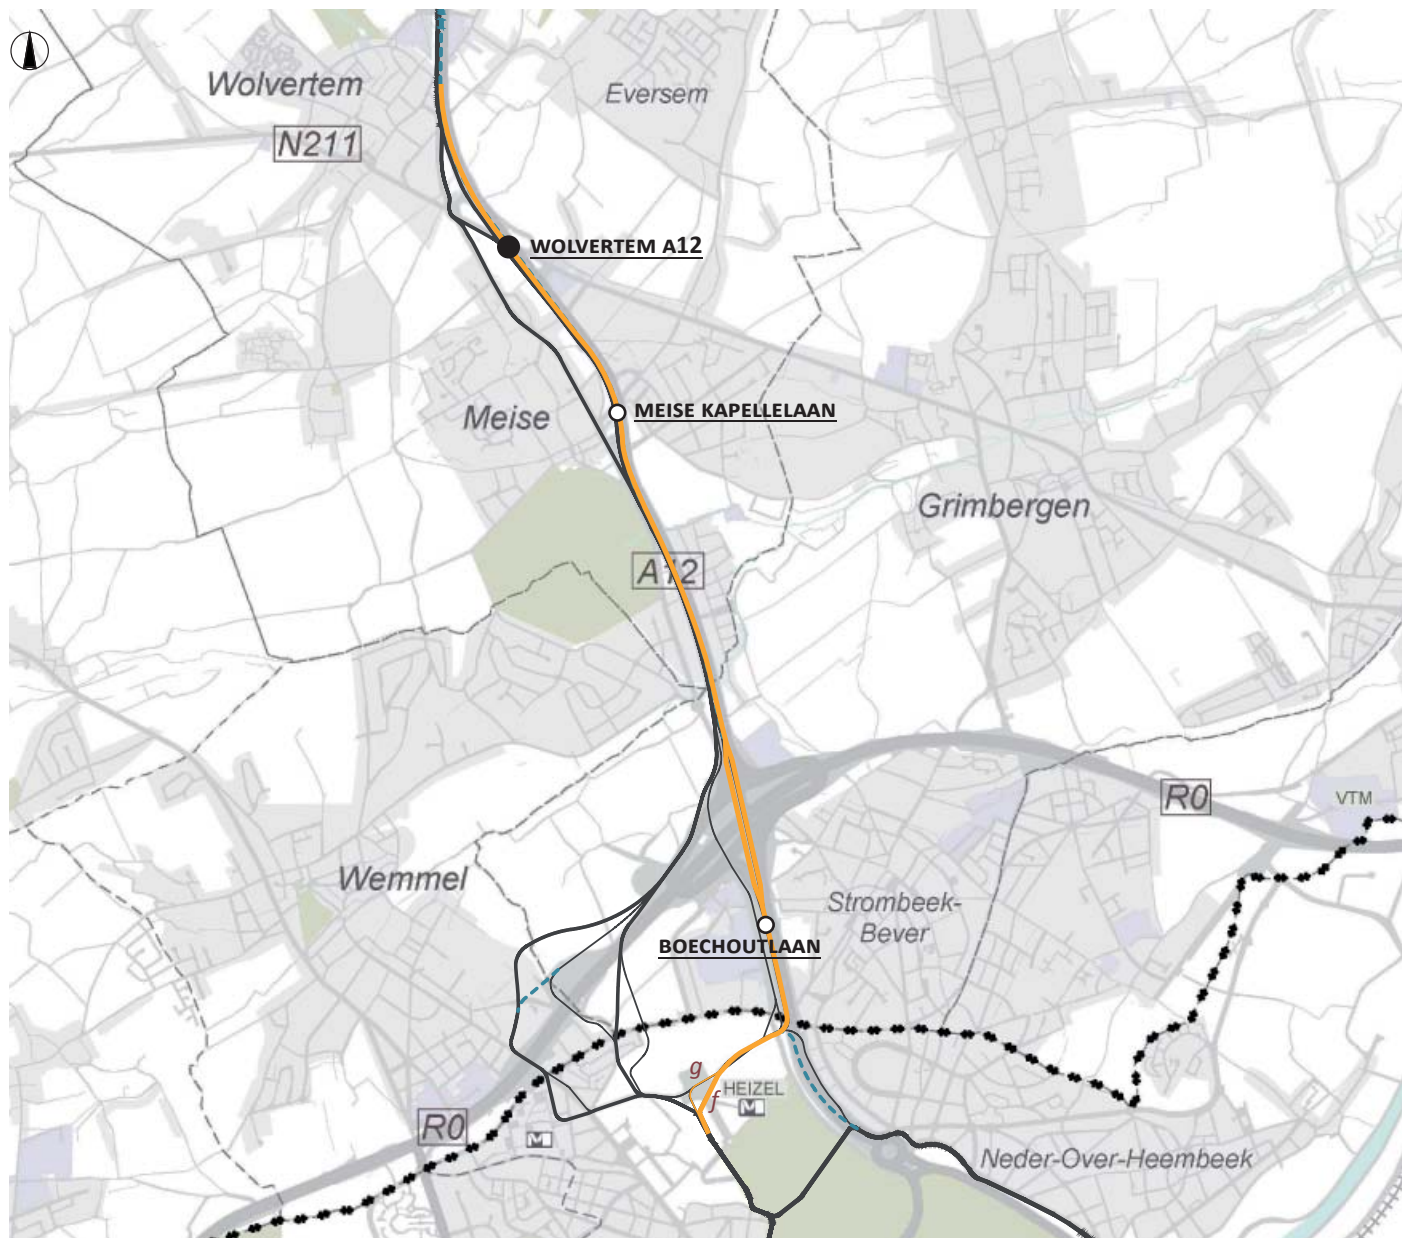 Wolvertem
Eversem
N211
WOLVERTEM A12
MEISE KAPELLELAAN
Meise
Grimbergen
A12
R0
VTM
Wemmel
Strombeek-
Bever
BOECHOUTLAAN
g
HEIZEL
f
M
R0
M
Neder-Over-Heembeek